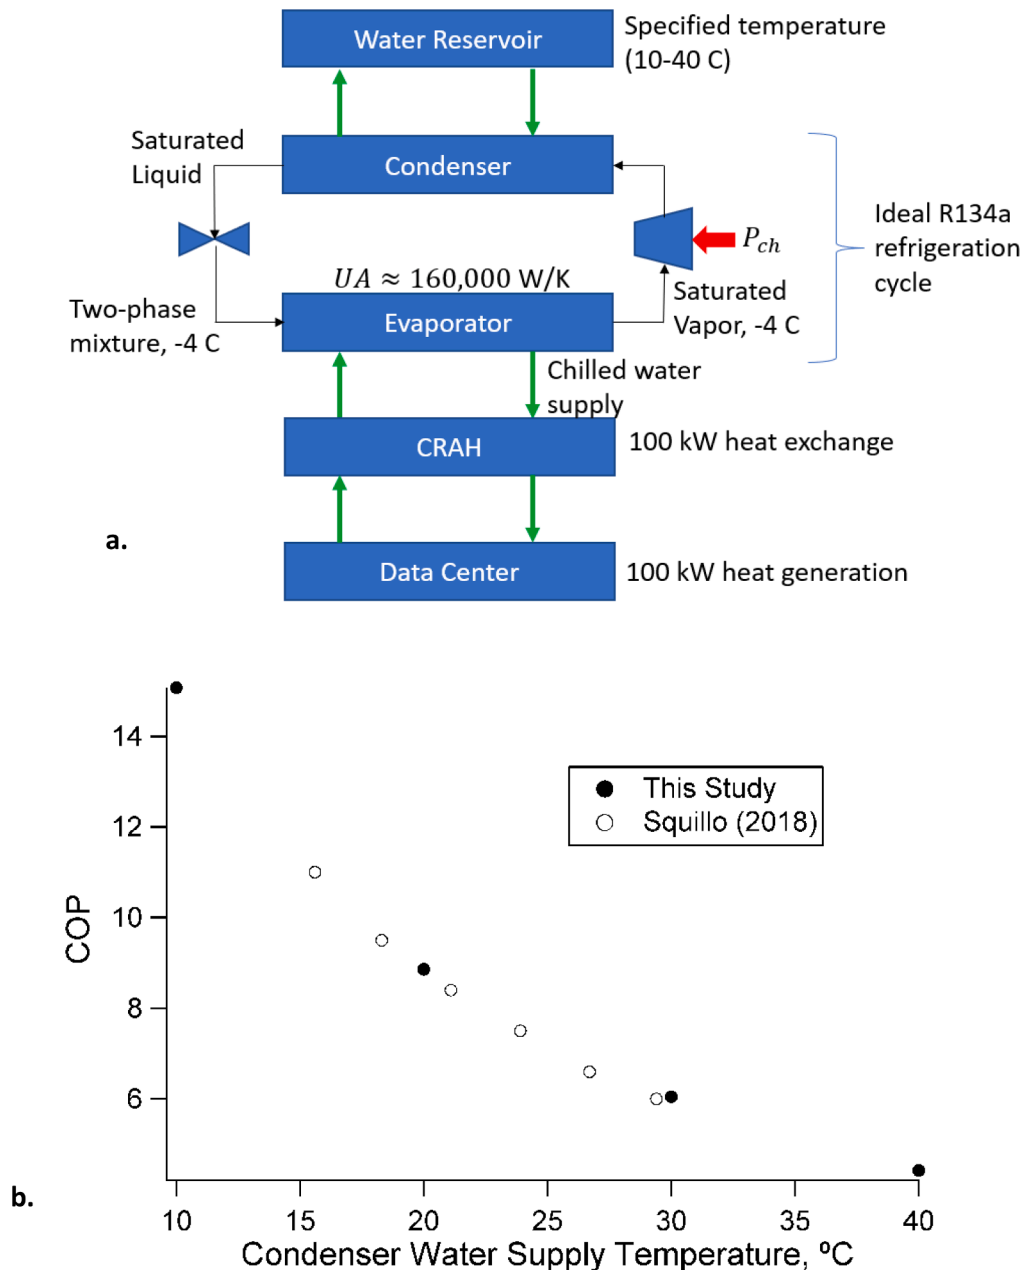 Water Reservoir
Specified temperature
(10-40 C)
Saturated
Liquid
Condenser
Ideal R134a
refrigeration
cycle
P_{ch}
UA ≈ 160,000 W/K
Two-phase
mixture, -4 C
Evaporator
Saturated
Vapor, -4 C
Chilled water
supply
CRAH
100 kW heat exchange
a.
Data Center
100 kW heat generation
14
12
10
8
6
COP
This Study
Squillo (2018)
b.
10 15 20 25 30 35 40
Condenser Water Supply Temperature, ºC